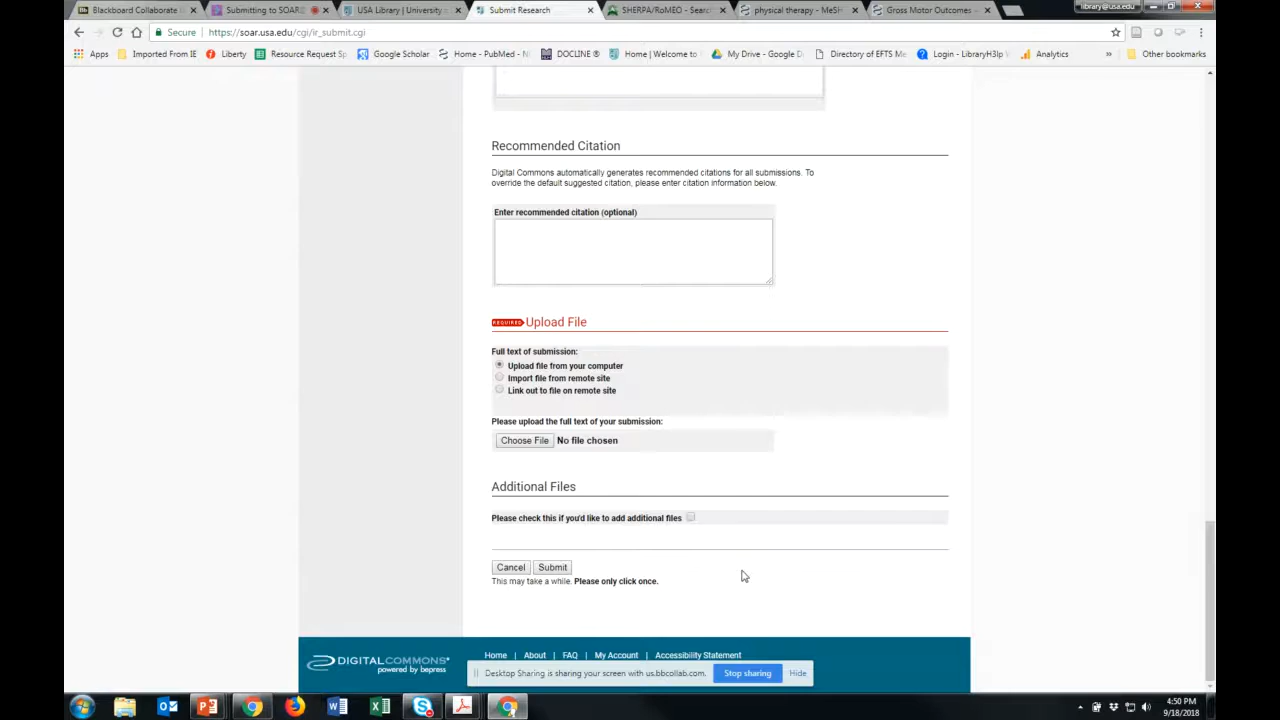 Blackboard Collaborate
Submitting to SOAR
USA Library | University
Submit Research
SHERPA/RoMEO - Searc
physical therapy - MeSH
Gross Motor Outcomes -
library@usa.edu
Secure
https://soar.usa.edu/cgi/ir_submit.cgi
Apps
Imported From IE
Liberty
Resource Request Sp
Google Scholar
Home - PubMed - N
DOCLINE ®
Home | Welcome to
My Drive - Google D
Directory of EFTS Me
Login - LibraryH3lp
Analytics
»
Other bookmarks
Recommended Citation
Digital Commons automatically generates recommended citations for all submissions. To
override the default suggested citation, please enter citation information below.
Enter recommended citation (optional)
REQUIRED Upload File
Full text of submission:
Upload file from your computer
Import file from remote site
Link out to file on remote site
Please upload the full text of your submission:
Choose File No file chosen
Additional Files
Please check this if you'd like to add additional files
Cancel Submit
This may take a while. Please only click once.
DIGITALCOMMONS
powered by bepress
Home | About | FAQ | My Account | Accessibility Statement
Desktop Sharing is sharing your screen with us.bbcollab.com.
Stop sharing
Hide
4:50 PM
9/18/2018